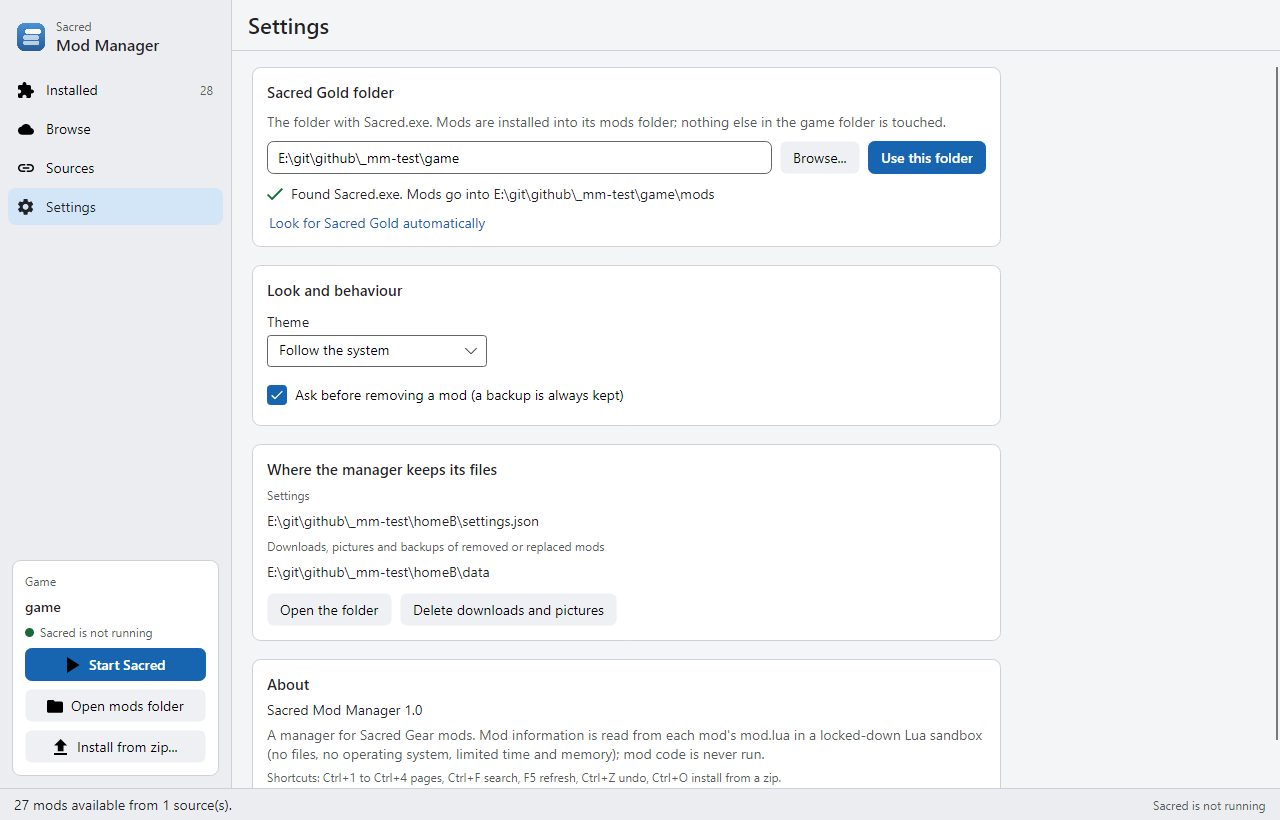 Sacred
Mod Manager
Installed 28
Browse
Sources
Settings
Game
game
Sacred is not running
Start Sacred
Open mods folder
Install from zip...
Settings
Sacred Gold folder
The folder with Sacred.exe. Mods are installed into its mods folder; nothing else in the game folder is touched.
E:\git\github\_mm-test\game Browse... Use this folder
Found Sacred.exe. Mods go into E:\git\github\_mm-test\game\mods
Look for Sacred Gold automatically
Look and behaviour
Theme
Follow the system
Ask before removing a mod (a backup is always kept)
Where the manager keeps its files
Settings
E:\git\github\_mm-test\homeB\settings.json
Downloads, pictures and backups of removed or replaced mods
E:\git\github\_mm-test\homeB\data
Open the folder Delete downloads and pictures
About
Sacred Mod Manager 1.0
A manager for Sacred Gear mods. Mod information is read from each mod's mod.lua in a locked-down Lua sandbox
(no files, no operating system, limited time and memory); mod code is never run.
Shortcuts: Ctrl+1 to Ctrl+4 pages, Ctrl+F search, F5 refresh, Ctrl+Z undo, Ctrl+O install from a zip.
27 mods available from 1 source(s). Sacred is not running